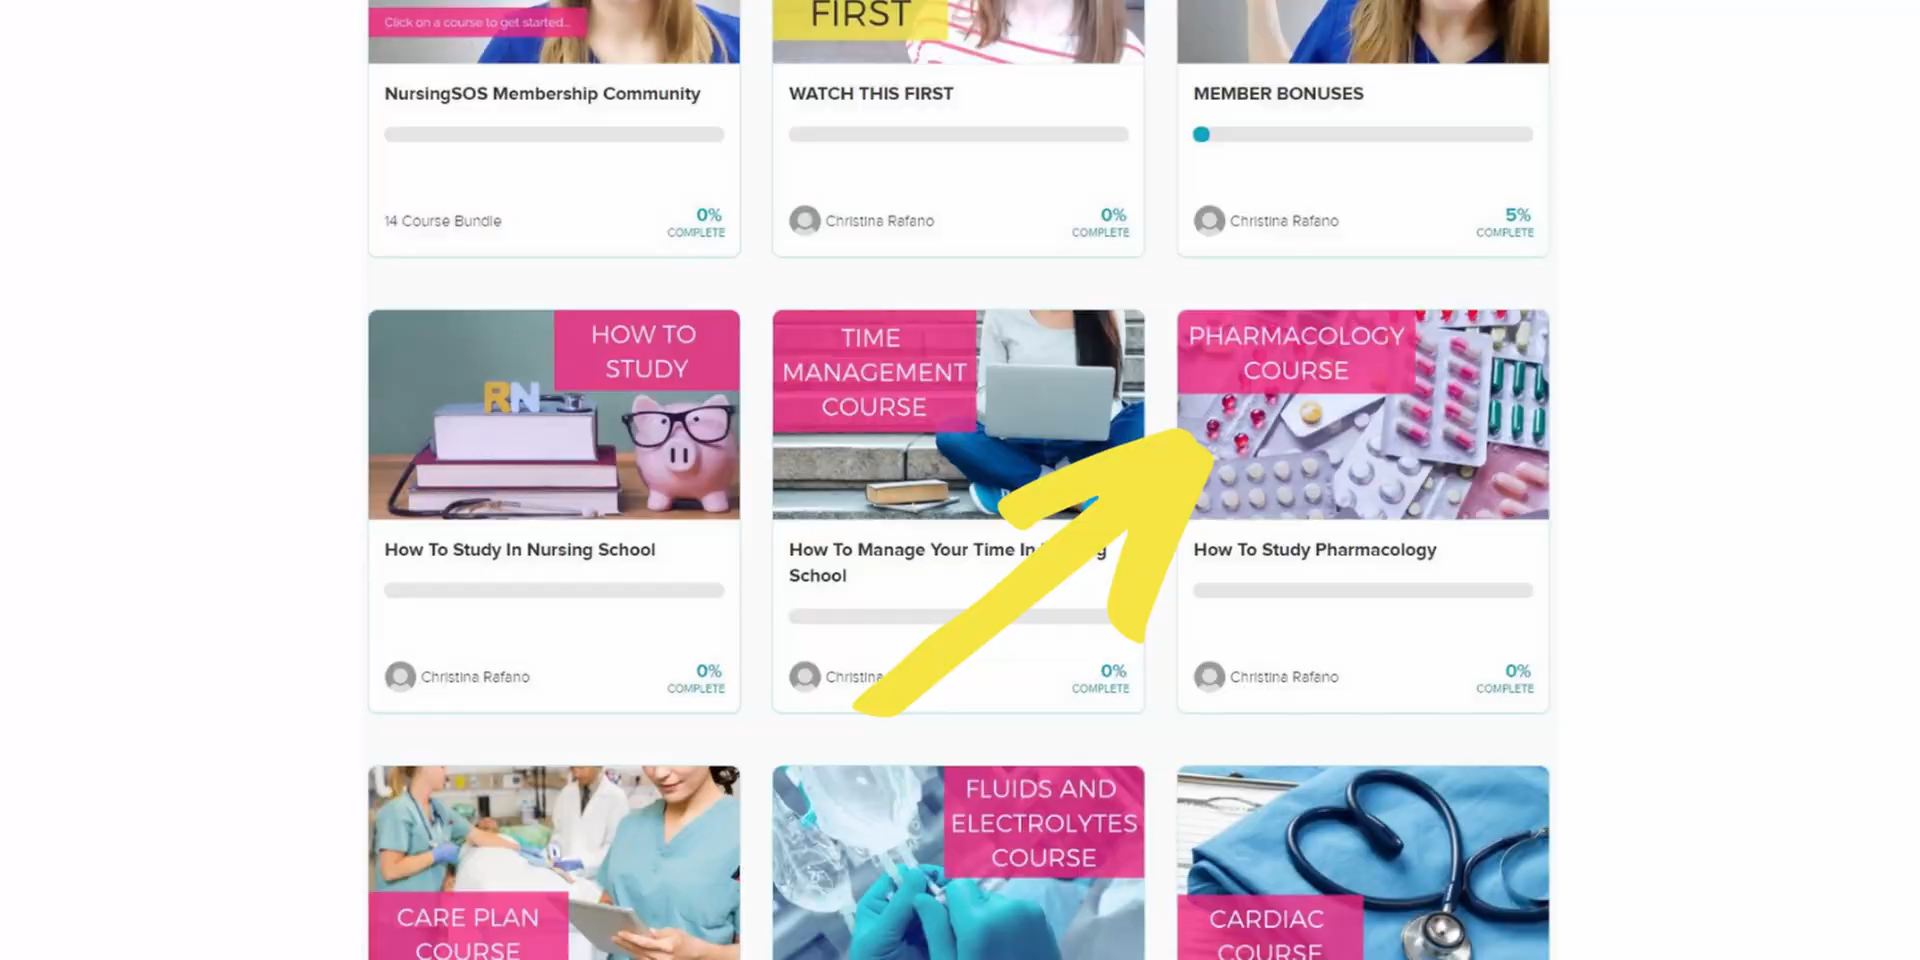 Click on a course to get started...
FIRST
NursingSOS Membership Community
WATCH THIS FIRST
MEMBER BONUSES
14 Course Bundle
0%
COMPLETE
Christina Rafano
0%
COMPLETE
Christina Rafano
5%
COMPLETE
HOW TO
STUDY
RN
TIME
MANAGEMENT
COURSE
PHARMACOLOGY
COURSE
How To Study In Nursing School
How To Manage Your Time In
School
How To Study Pharmacology
Christina Rafano
0%
COMPLETE
Christina
0%
COMPLETE
Christina Rafano
0%
COMPLETE
CARE PLAN
COURSE
FLUIDS AND
ELECTROLYTES
COURSE
CARDIAC
COURSE